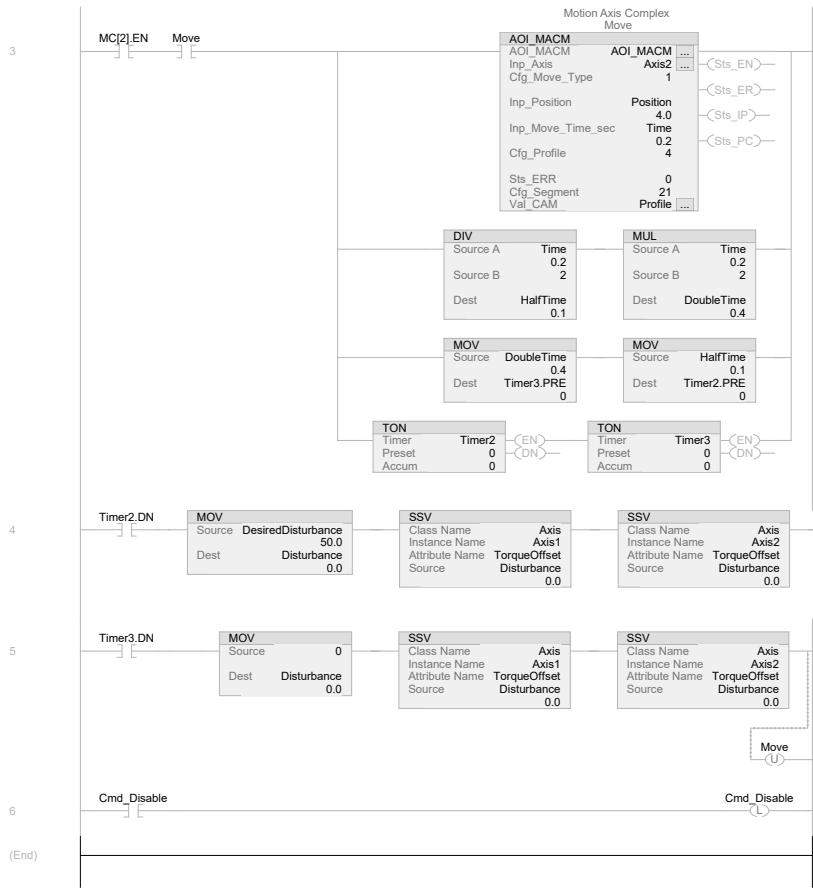 Motion Axis Complex
Move
3
MC[2].EN Move
AOI_MACM
AOI_MACM AOI_MACM ...
Inp_Axis Axis2 ... (Sts_EN)
Cfg_Move_Type 1
(Sts_ER)
Inp_Position Position
4.0 (Sts_IP)
Inp_Move_Time_sec Time
0.2 (Sts_PC)
Cfg_Profile 4
Sts_ERR 0
Cfg_Segment 21
Val_CAM Profile ...
DIV MUL
Source A Time Source A Time
0.2 0.2
Source B 2 Source B 2
Dest HalfTime Dest DoubleTime
0.1 0.4
MOV MOV
Source DoubleTime Source HalfTime
0.4 0.1
Dest Timer3.PRE Dest Timer2.PRE
0 0
TON TON
Timer Timer2 (EN) Timer Timer3 (EN)
Preset 0 (DN) Preset 0 (DN)
Accum 0 Accum 0
4
Timer2.DN MOV SSV SSV
Source DesiredDisturbance Class Name Axis Class Name Axis
50.0 Instance Name Axis1 Instance Name Axis2
Dest Disturbance Attribute Name TorqueOffset Attribute Name TorqueOffset
0.0 Source Disturbance Source Disturbance
0.0 0.0
5
Timer3.DN MOV SSV SSV
Source 0 Class Name Axis Class Name Axis
Instance Name Axis1 Instance Name Axis2
Dest Disturbance Attribute Name TorqueOffset Attribute Name TorqueOffset
0.0 Source Disturbance Source Disturbance
0.0 0.0
Move
(U)
6
Cmd_Disable Cmd_Disable
(L)
(End)